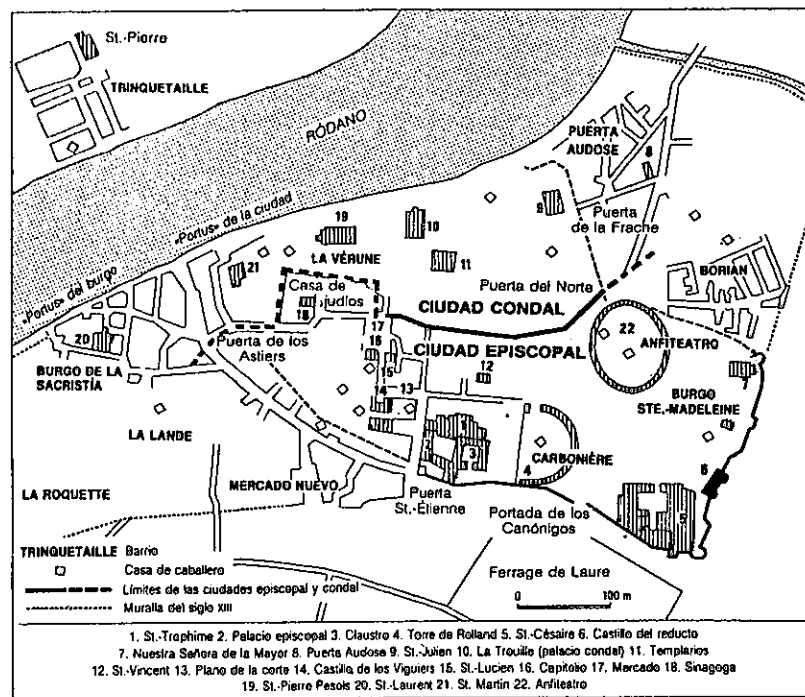 St.-Pierre
TRINQUETAILLE
RÓDANO
PUERTA
AUDOSE
8
9
Puerta
de la Frache
«Portus» de la ciudad
19
10
LA VÉRUNE
11
21
Casa de
judíos
18
Puerta del Norte
BORIAN
CIUDAD CONDAL
17
«Portus» del burgo
CIUDAD EPISCOPAL
22
ANFITEATRO
20
Puerta de los
Astiers
16
15
12
14
13
7
BURGO DE LA
SACRISTÍA
BURGO
STE.-MADELEINE
LA LANDE
1
2
3
4
CARBONIÈRE
6
LA ROQUETTE
MERCADO NUEVO
Puerta
St.-Étienne
5
Portada de los
Canónigos
Ferrage de Laure
0 100 m
TRINQUETAILLE Barrio
Casa de caballero
Límites de las ciudades episcopal y condal
Muralla del siglo XIII
1. St.-Trophime 2. Palacio episcopal 3. Claustro 4. Torre de Rolland 5. St.-Césaire 6. Castillo del reducto
7. Nuestra Señora de la Mayor 8. Puerta Audose 9. St.-Julien 10. La Trouille (palacio condal) 11. Templarios
12. St.-Vincent 13. Plano de la corte 14. Castillo de los Viguiers 15. St.-Lucien 16. Capitolio 17. Mercado 18. Sinagoga
19. St.-Pierre Pesols 20. St.-Laurent 21. St. Martin 22. Anfiteatro